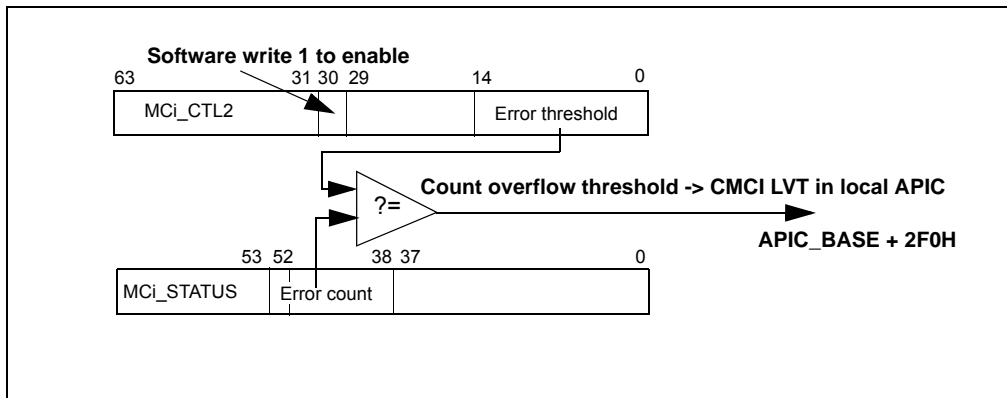 Software write 1 to enable
63 31 30 29 14 0
MCi_CTL2 Error threshold
?=
Count overflow threshold -> CMCI LVT in local APIC
APIC_BASE + 2F0H
53 52 38 37 0
MCi_STATUS Error count